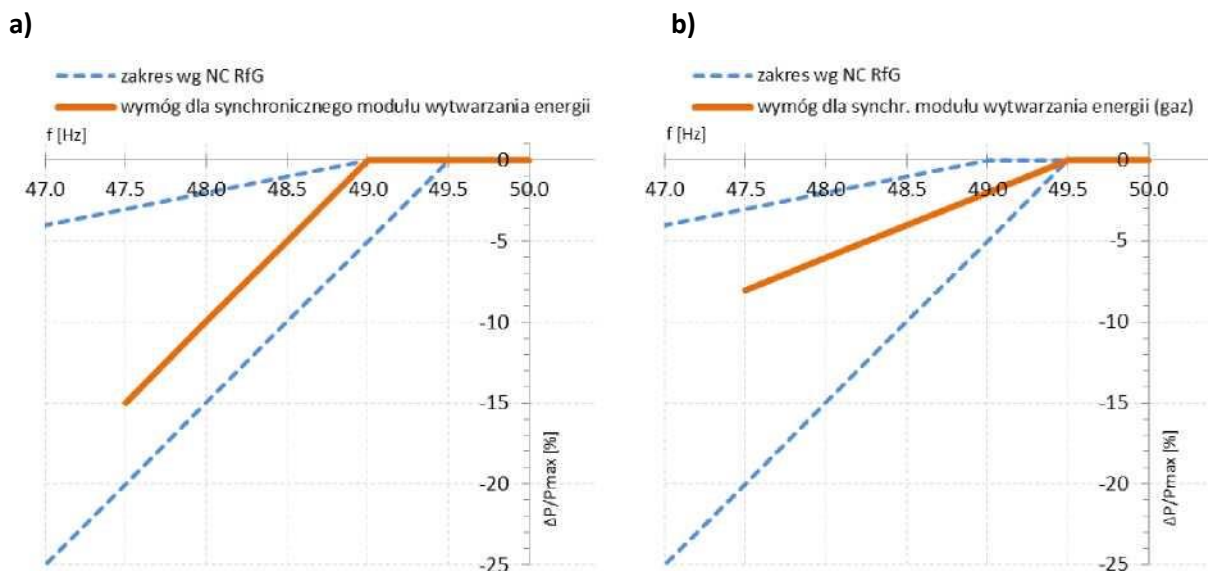 a)
zakres wg NC RfG
wymóg dla synchronicznego modułu wytwarzania energii
f [Hz]
47.0 47.5 48.0 48.5 49.0 49.5 50.0
0
-5
-10
-15
-20
-25
ΔP/Pmax [%]
b)
zakres wg NC RfG
wymóg dla synchr. modułu wytwarzania energii (gaz)
f [Hz]
47.0 47.5 48.0 48.5 49.0 49.5 50.0
0
-5
-10
-15
-20
-25
ΔP/Pmax [%]